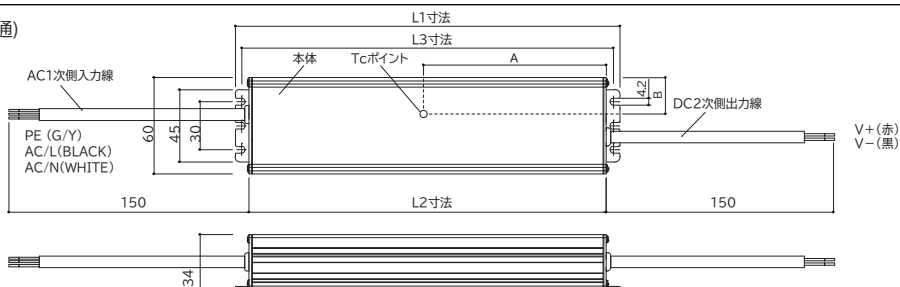 通)
L1寸法
L3寸法
本体
Tcポイント
A
AC1次側入力線
4.2
B
DC2次側出力線
60
45
30
PE (G/Y)
AC/L(BLACK)
AC/N(WHITE)
V+(赤)
V−(黒)
150
L2寸法
150
34